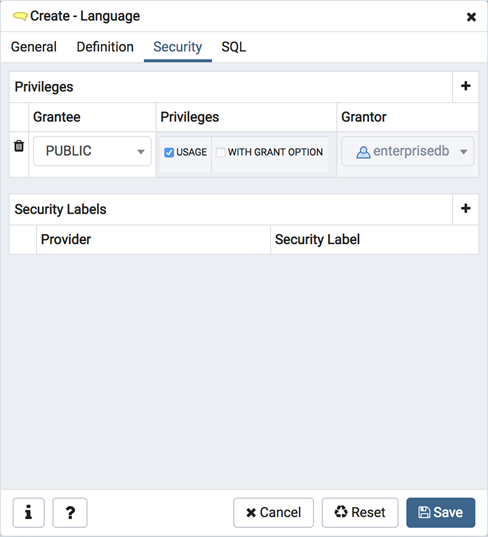 Create - Language
General Definition Security SQL
Privileges
Grantee Privileges Grantor
PUBLIC USAGE WITH GRANT OPTION enterprisedb
Security Labels
Provider Security Label
Cancel Reset Save